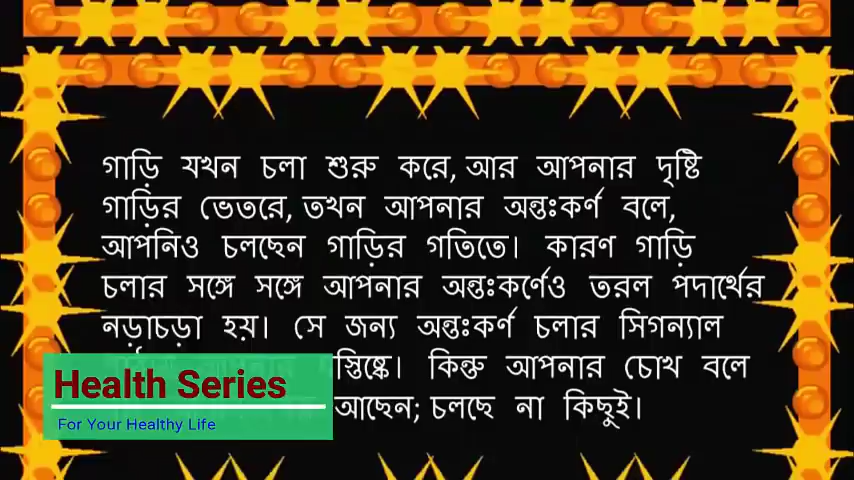 গাড়ি যখন চলা শুরু করে, আর আপনার দৃষ্টি
গাড়ির ভেতরে, তখন আপনার অন্তঃকর্ণ বলে,
আপনিও চলছেন গাড়ির গতিতে। কারণ গাড়ি
চলার সঙ্গে সঙ্গে আপনার অন্তঃকর্ণেও তরল পদার্থের
নড়াচড়া হয়। সে জন্য অন্তঃকর্ণ চলার সিগন্যাল
কিন্তু আপনার চোখ বলে
আছেন; চলছে না কিছুই।
Health Series
For Your Healthy Life